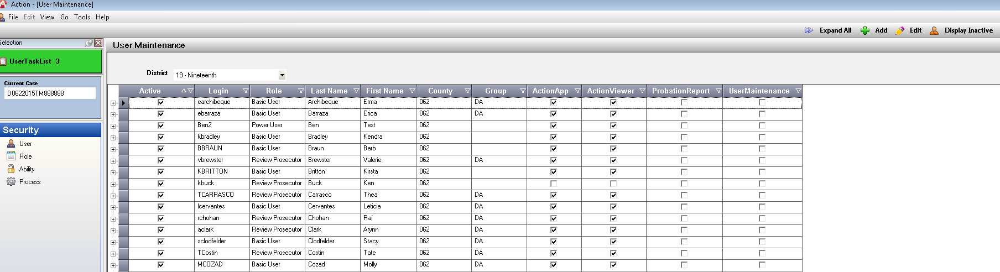 Action - [User Maintenance]
File Edit View Go Tools Help
Expand All Add Edit Display Inactive
Selection
User Maintenance
UserTaskList 3
District 19 - Nineteenth
Current Case
D0622015TM888888
Active Login Role Last Name First Name County Group ActionApp ActionViewer ProbationReport UserMaintenance
earchibeque Basic User Archibeque Erma 062 DA
ebarraza Basic User Barraza Erica 062 DA
Ben2 Power User Ben Test 062
kbradley Basic User Bradley Kendra 062
BBRAUN Basic User Braun Barb 062
vbrewster Review Prosecutor Brewster Valerie 062 DA
KBRITTON Basic User Britton Kirsta 062 DA
kbuck Review Prosecutor Buck Ken 062
TCARRASCO Review Prosecutor Carrasco Thea 062 DA
lcervantes Basic User Cervantes Leticia 062 DA
rchohan Review Prosecutor Chohan Raj 062 DA
aclark Review Prosecutor Clark Arynn 062 DA
sclodfelder Basic User Clodfelder Stacy 062 DA
TCostin Review Prosecutor Costin Tate 062 DA
MCOZAD Basic User Cozad Molly 062 DA
Security
User
Role
Ability
Process